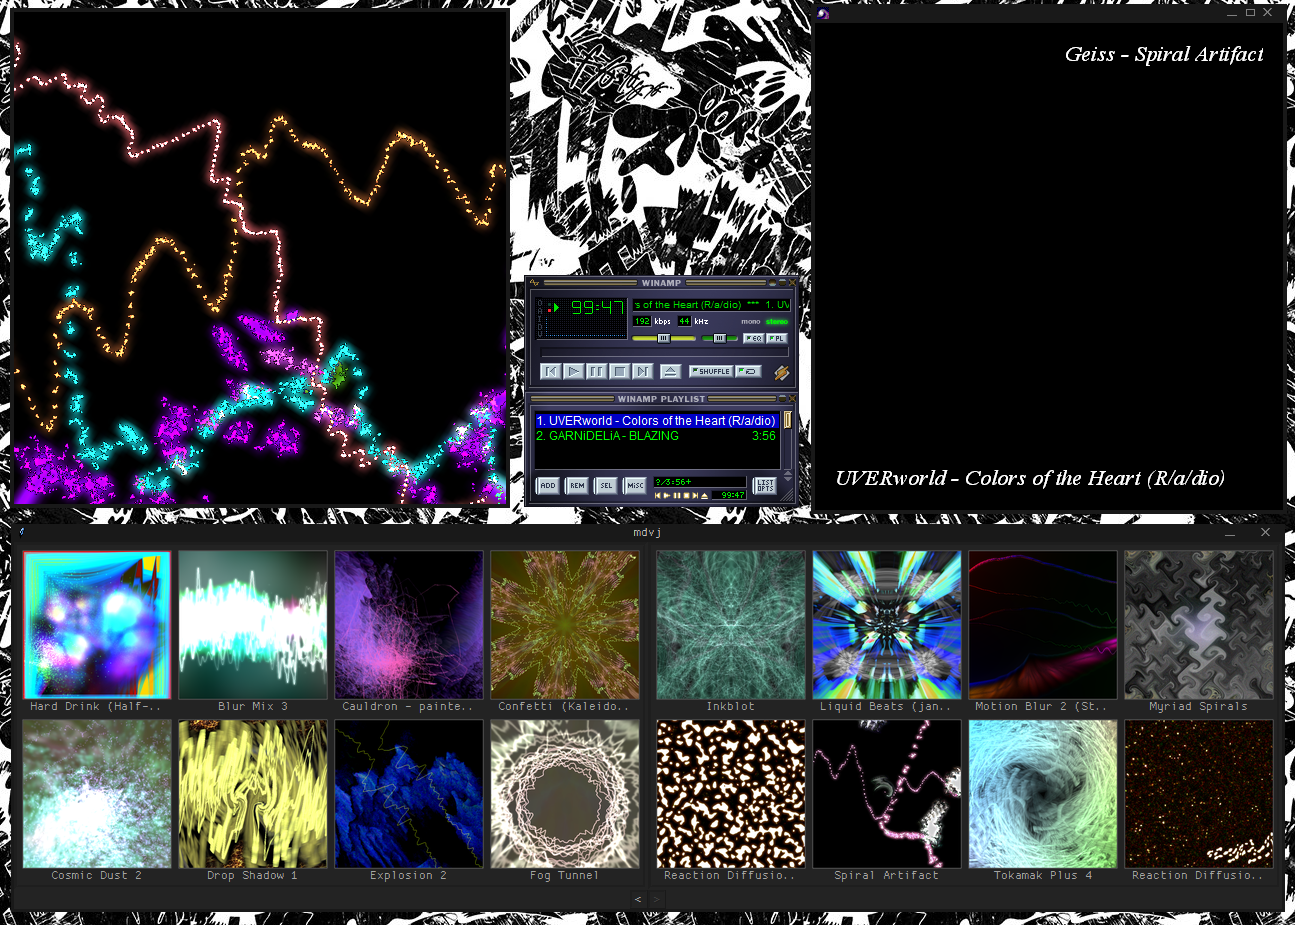 Geiss - Spiral Artifact
UVERworld - Colors of the Heart (R/a/dio)
WINAMP
99:47
rs of the Heart (R/a/dio) *** 1. UV
192 kbps 44 kHz mono stereo
EQ PL
SHUFFLE
WINAMP PLAYLIST
1. UVERworld - Colors of the Heart (R/a/dio)
2. GARNiDELiA - BLAZING 3:56
ADD REM SEL MISC
0/3:56+
99:47
LIST OPTS
mdvj
Hard Drink (Half-.. Blur Mix 3 Cauldron - painte.. Confetti (Kaleido.. Inkblot Liquid Beats (jan.. Motion Blur 2 (St.. Myriad Spirals
Cosmic Dust 2 Drop Shadow 1 Explosion 2 Fog Tunnel Reaction Diffusio.. Spiral Artifact Tokamak Plus 4 Reaction Diffusio..
< >